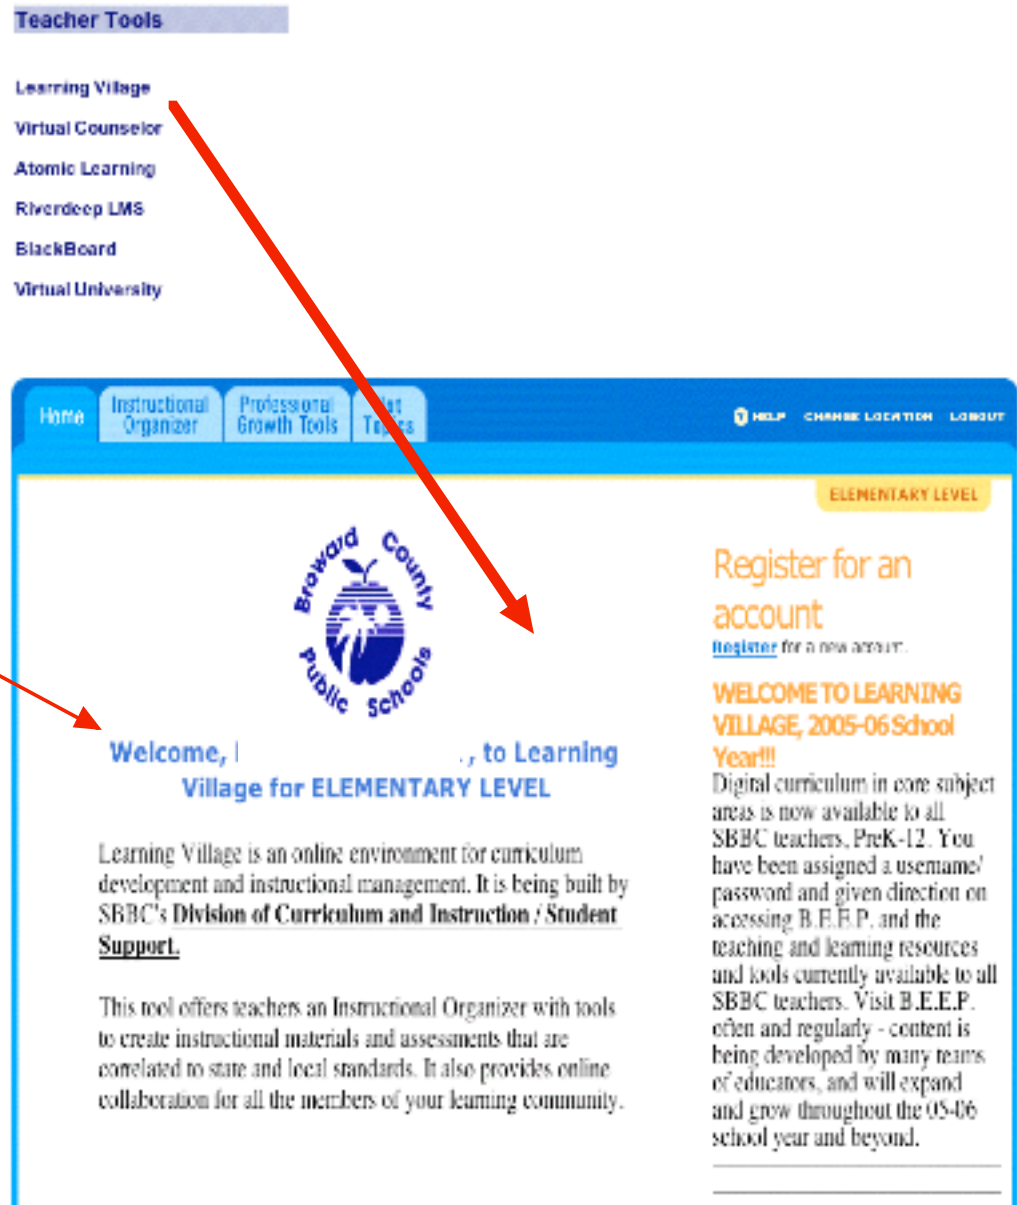 Teacher Tools
Learning Village
Virtual Counselor
Atomic Learning
Riverdeep LMS
BlackBoard
Virtual University
Home
Instructional
Organizer
Professional
Growth Tools
Topics
HELP CHANGE LOCATION LOGOUT
ELEMENTARY LEVEL
Broward County
Public Schools
Welcome, , to Learning
Village for ELEMENTARY LEVEL
Learning Village is an online environment for curriculum
development and instructional management. It is being built by
SBBC's Division of Curriculum and Instruction / Student
Support.
This tool offers teachers an Instructional Organizer with tools
to create instructional materials and assessments that are
correlated to state and local standards. It also provides online
collaboration for all the members of your learning community.
Register for an
account
Register for a new account.
WELCOME TO LEARNING
VILLAGE, 2005-06 School
Year!!!
Digital curriculum in core subject
areas is now available to all
SBBC teachers, PreK-12. You
have been assigned a username/
password and given direction on
accessing B.E.E.P. and the
teaching and learning resources
and tools currently available to all
SBBC teachers. Visit B.E.E.P.
often and regularly - content is
being developed by many teams
of educators, and will expand
and grow throughout the 05-06
school year and beyond.